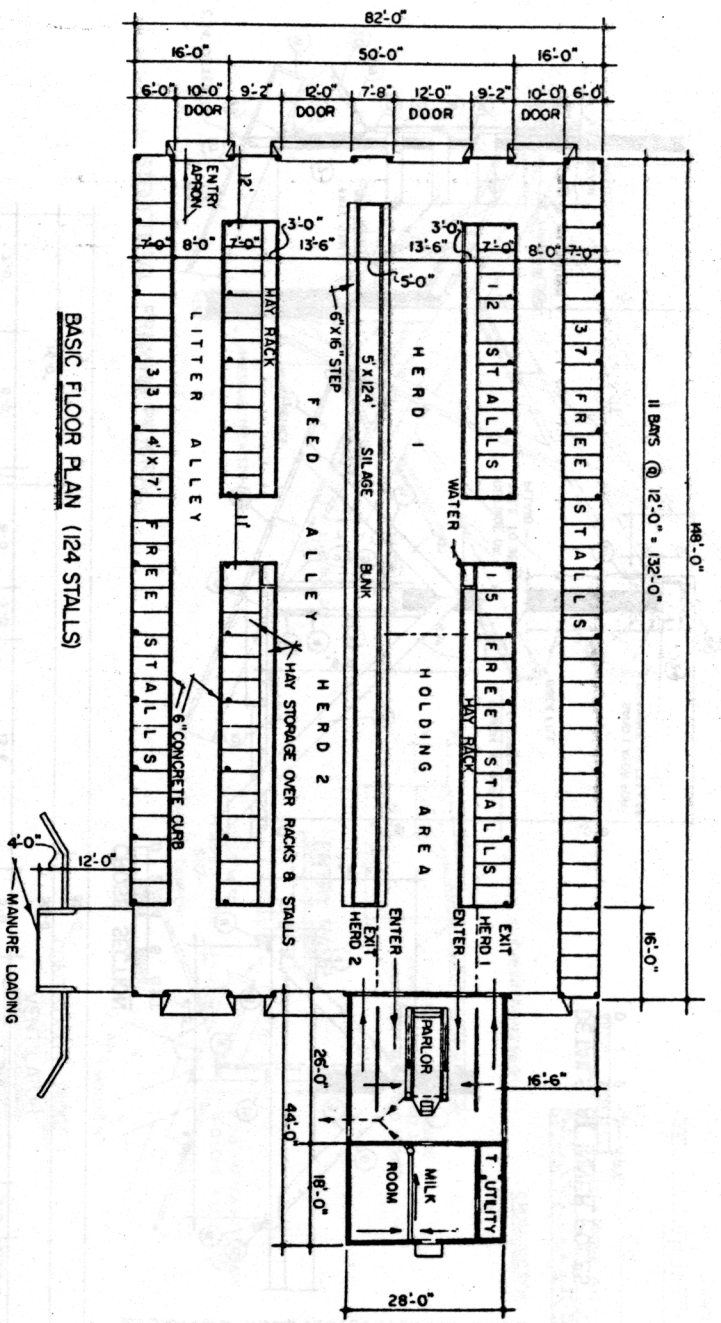 82'-0"
16'-0" 50'-0" 16'-0"
6'-0" 10'-0" 9'-2" 12'-0" 7'-8" 12'-0" 9'-2" 10'-0" 6'-0"
DOOR DOOR DOOR DOOR
ENTRY APRON
12'
7'-0" 8'-0" 7'-0" 3'-0" 13'-6" 5'-0" 13'-6" 3'-0" 7'-0" 8'-0" 7'-0"
148'-0"
11 BAYS @ 12'-0" = 132'-0"
16'-0"
37 FREE STALLS
12 STALLS
15 FREE STALLS
HERD 1
WATER
HAY RACK
HOLDING AREA
5'X124' SILAGE BUNK
6"X16" STEP
FEED ALLEY
HERD 2
HAY RACK
11'
HAY STORAGE OVER RACKS & STALLS
LITTER ALLEY
6" CONCRETE CURB
33 4'X7' FREE STALLS
EXIT
HERD 1
ENTER
ENTER
EXIT
HERD 2
PARLOR
T UTILITY
MILK
ROOM
16'-6"
26'-0"
18'-0"
44'-0"
28'-0"
12'-0"
4'-0"
MANURE LOADING
BASIC FLOOR PLAN (124 STALLS)